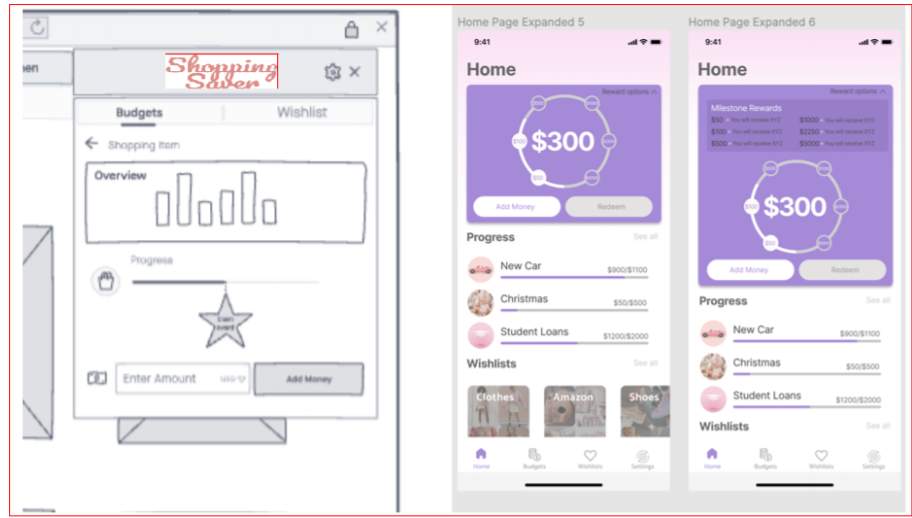 en
Shopping
Saver
Budgets
Wishlist
Shopping Item
Overview
Progress
Enter Amount
USD
Add Money
Home Page Expanded 5
9:41
Home
Reward options
$300
$100
$50
Add Money
Redeem
Progress
See all
New Car
$900/$1100
Christmas
$50/$500
Student Loans
$1200/$2000
Wishlists
See all
Clothes
Amazon
Shoes
Home
Budgets
Wishlists
Settings
Home Page Expanded 6
9:41
Home
Reward options
Milestone Rewards
$50 - You will receive XYZ
$1000 - You will receive XYZ
$100 - You will receive XYZ
$2250 - You will receive XYZ
$500 - You will receive XYZ
$5000 - You will receive XYZ
$300
$100
$50
Add Money
Redeem
Progress
See all
New Car
$900/$1100
Christmas
$50/$500
Student Loans
$1200/$2000
Wishlists
See all
Home
Budgets
Wishlists
Settings